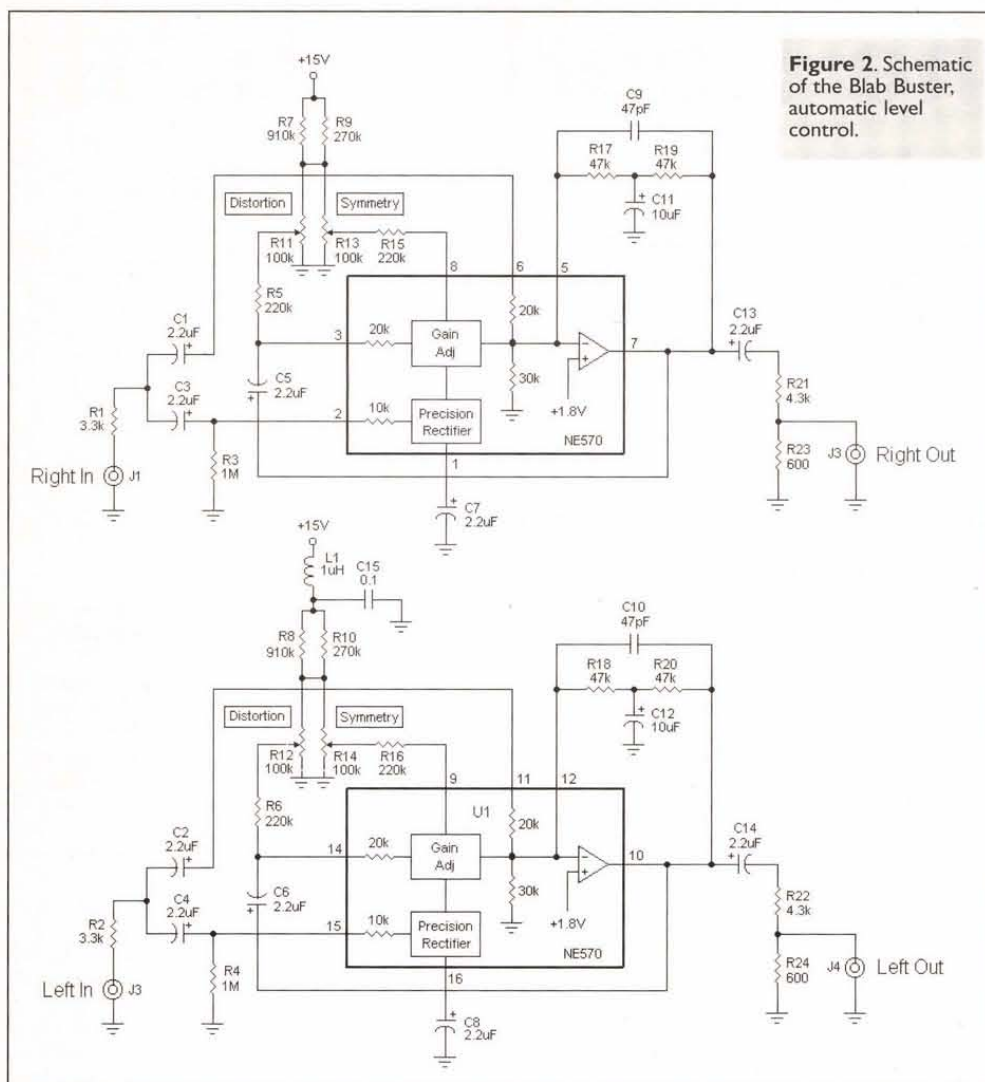 Figure 2. Schematic
of the Blab Buster,
automatic level
control.
+15V
R7
910k
R9
270k
C9
47pF
R17
47k
R19
47k
C11
10uF
+
Distortion
Symmetry
R11
100k
R13
100k
R15
220k
R5
220k
8
6
5
C1
2.2uF
+
20k
3
20k
Gain
Adj
7
C13
2.2uF
+
C3
2.2uF
+
C5
2.2uF
+
30k
-
+
+1.8V
R21
4.3k
R1
3.3k
2
10k
Precision
Rectifier
NE570
R23
600
J3
Right Out
Right In
J1
R3
1M
1
C7
2.2uF
+
+15V
L1
1uH
C15
0.1
R8
910k
R10
270k
C10
47pF
R18
47k
R20
47k
C12
10uF
+
Distortion
Symmetry
R12
100k
R14
100k
R16
220k
R6
220k
9
11
12
U1
C2
2.2uF
+
20k
14
20k
Gain
Adj
10
C14
2.2uF
+
C4
2.2uF
+
C6
2.2uF
+
30k
-
+
+1.8V
R22
4.3k
R2
3.3k
15
10k
Precision
Rectifier
NE570
R24
600
J4
Left Out
Left In
J3
R4
1M
16
C8
2.2uF
+